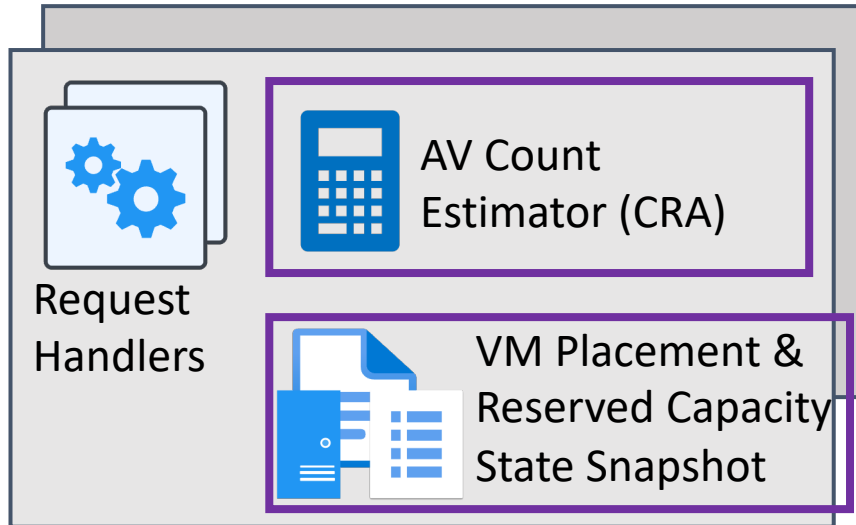 AV Count
Estimator (CRA)
Request
Handlers
VM Placement &
Reserved Capacity
State Snapshot